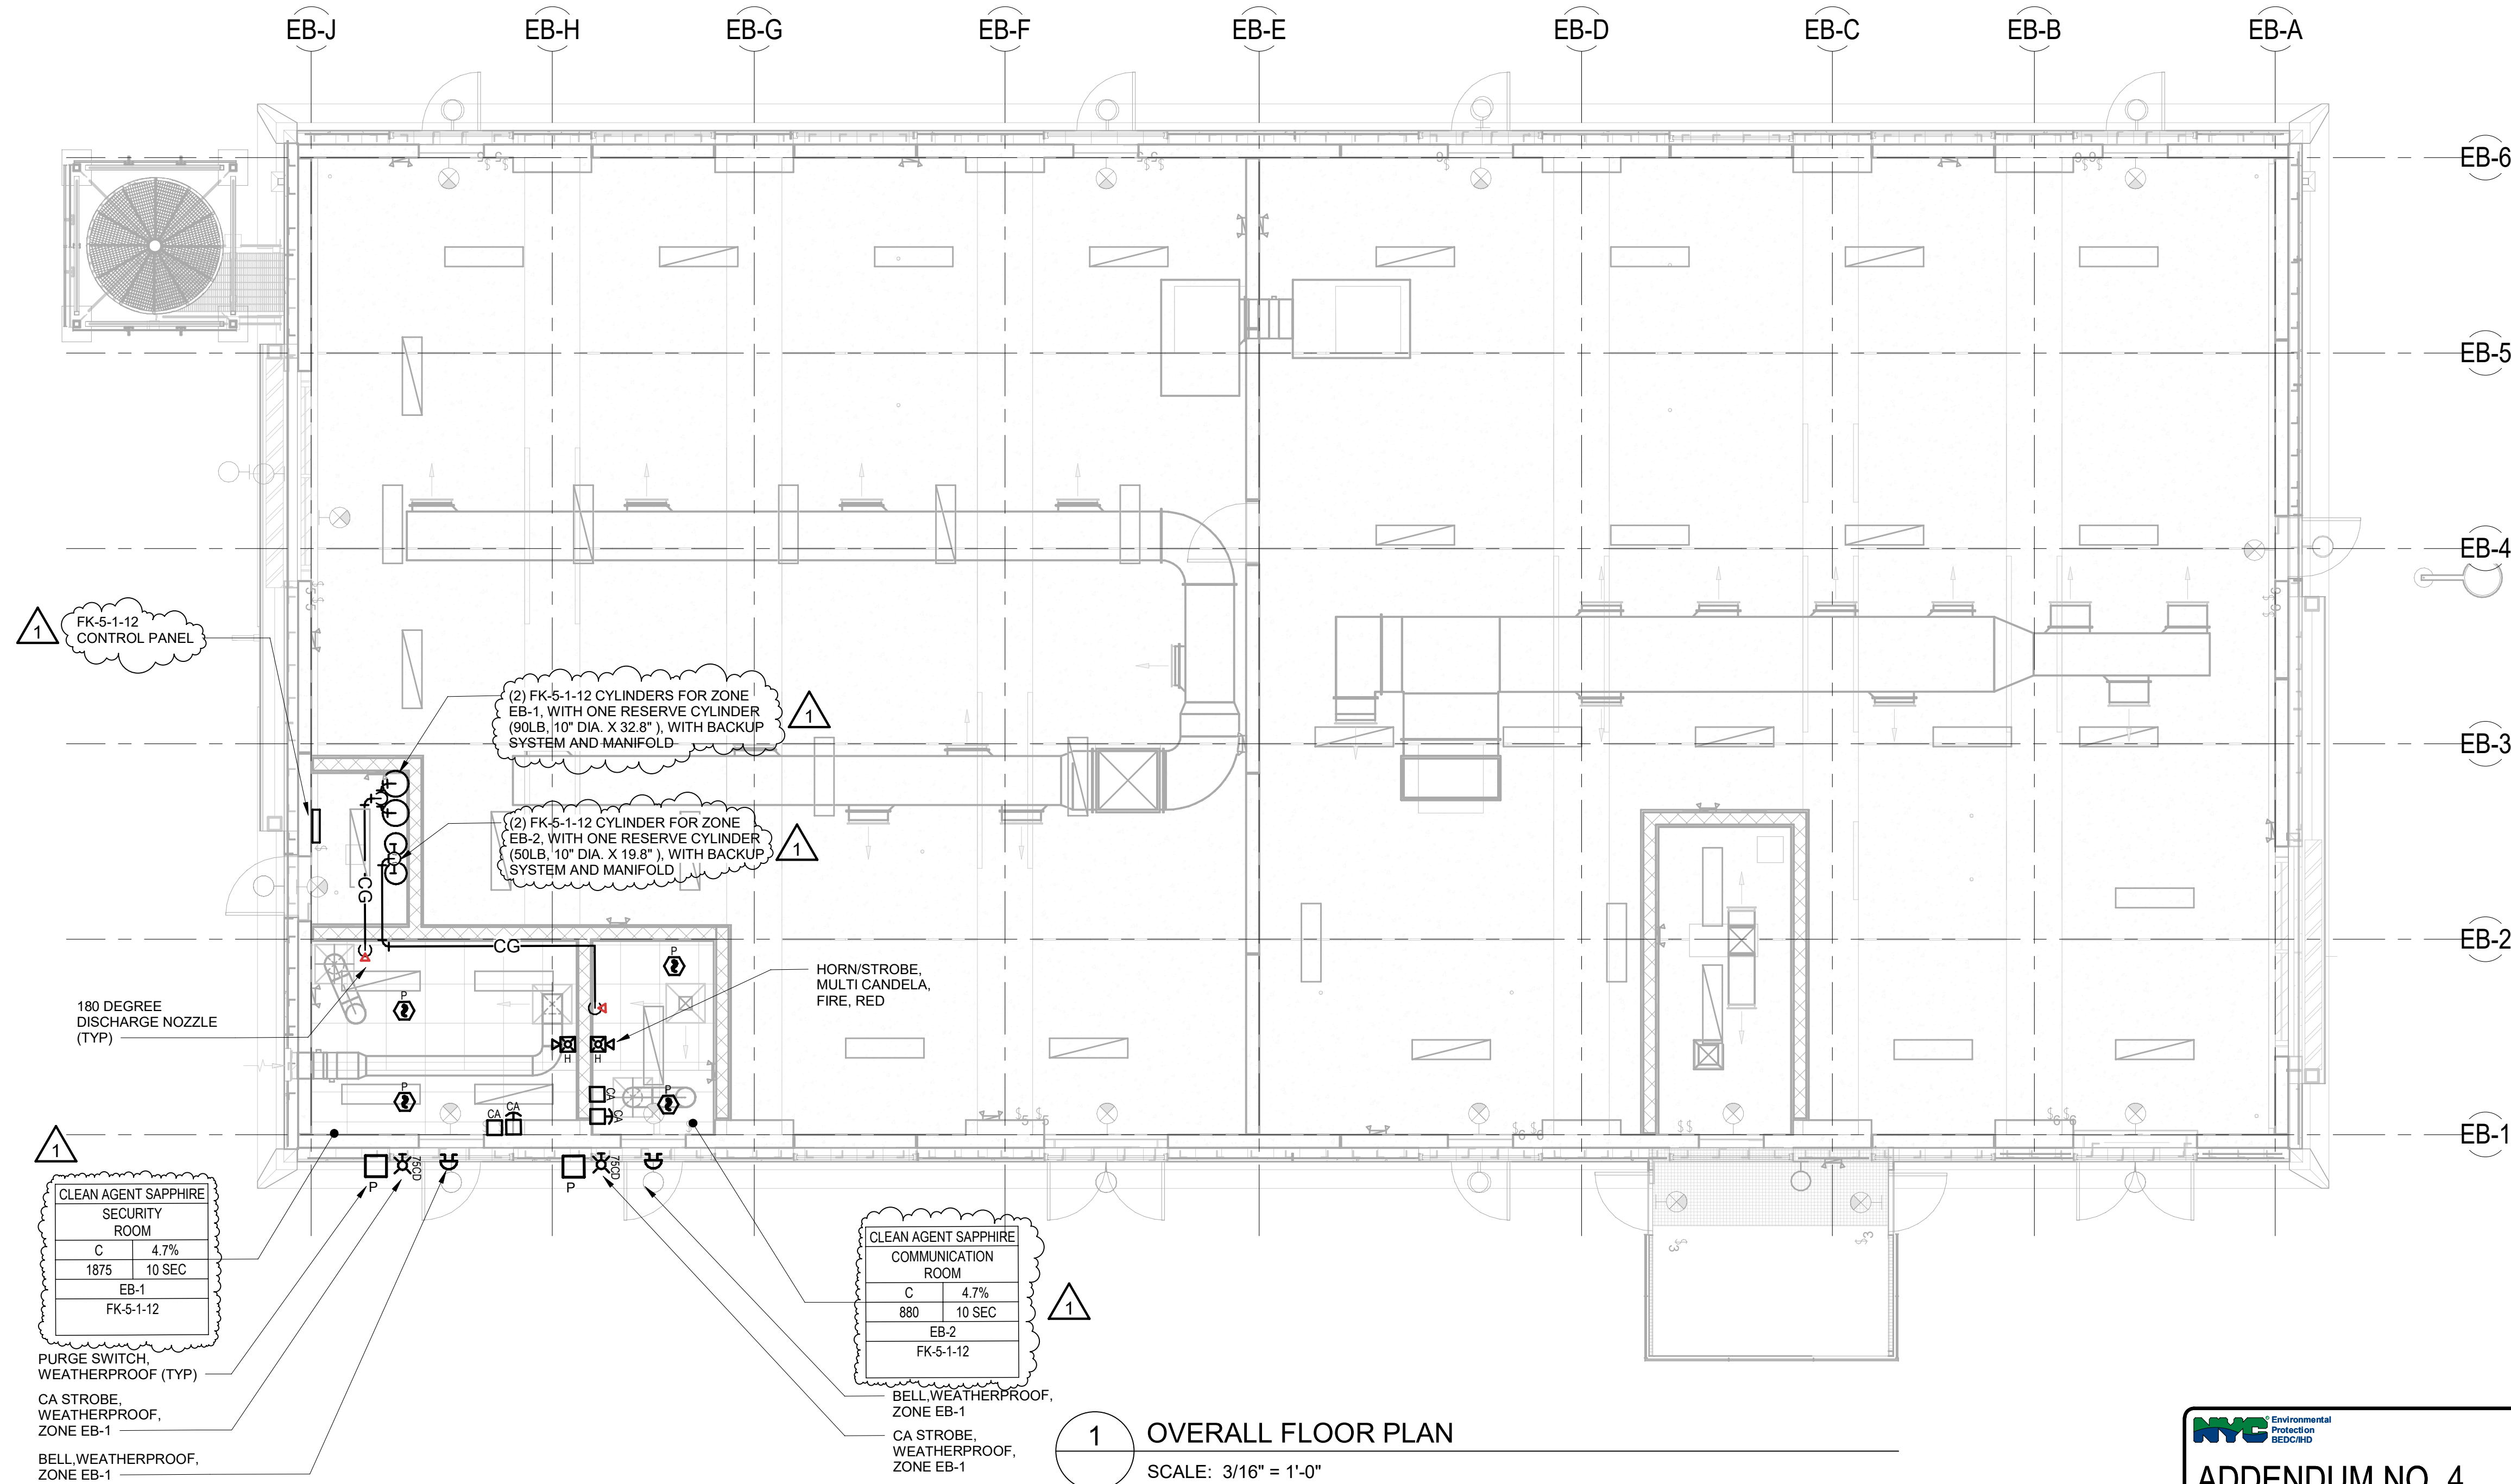 EB-J
EB-H
EB-G
EB-F
EB-E
EB-D
EB-C
EB-B
EB-A
EB-6
EB-5
EB-4
EB-3
EB-2
EB-1
1
FK-5-1-12
CONTROL PANEL
(2) FK-5-1-12 CYLINDERS FOR ZONE
EB-1, WITH ONE RESERVE CYLINDER
(90LB, 10" DIA. X 32.8" ), WITH BACKUP
SYSTEM AND MANIFOLD
1
(2) FK-5-1-12 CYLINDER FOR ZONE
EB-2, WITH ONE RESERVE CYLINDER
(50LB, 10" DIA. X 19.8" ), WITH BACKUP
SYSTEM AND MANIFOLD
1
CG
CG
P
P
P
P
H
H
CA
CA
CA
CA
HORN/STROBE,
MULTI CANDELA,
FIRE, RED
180 DEGREE
DISCHARGE NOZZLE
(TYP)
P
75CD
P
75CD
1
CLEAN AGENT SAPPHIRE
SECURITY
ROOM
C 4.7%
1875 10 SEC
EB-1
FK-5-1-12
CLEAN AGENT SAPPHIRE
COMMUNICATION
ROOM
C 4.7%
880 10 SEC
EB-2
FK-5-1-12
1
PURGE SWITCH,
WEATHERPROOF (TYP)
CA STROBE,
WEATHERPROOF,
ZONE EB-1
BELL,WEATHERPROOF,
ZONE EB-1
BELL,WEATHERPROOF,
ZONE EB-1
CA STROBE,
WEATHERPROOF,
ZONE EB-1
1
OVERALL FLOOR PLAN
SCALE: 3/16" = 1'-0"
NYC
Environmental
Protection
BEDC/IHD
ADDENDUM NO. 4